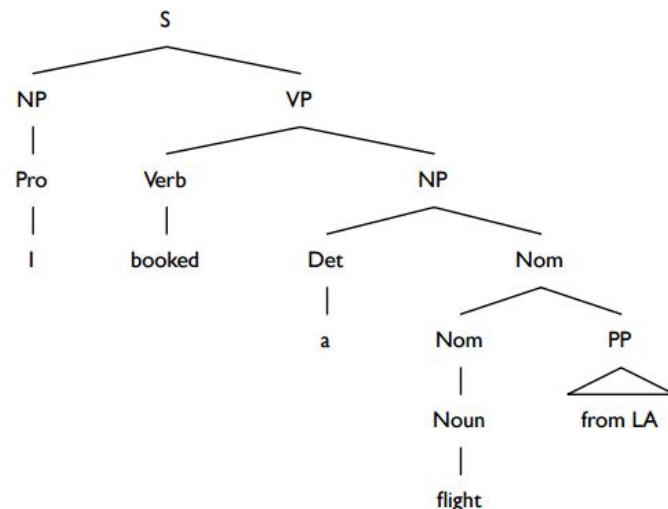 S
NP VP
Pro Verb NP
I booked Det Nom
a Nom PP
Noun from LA
flight